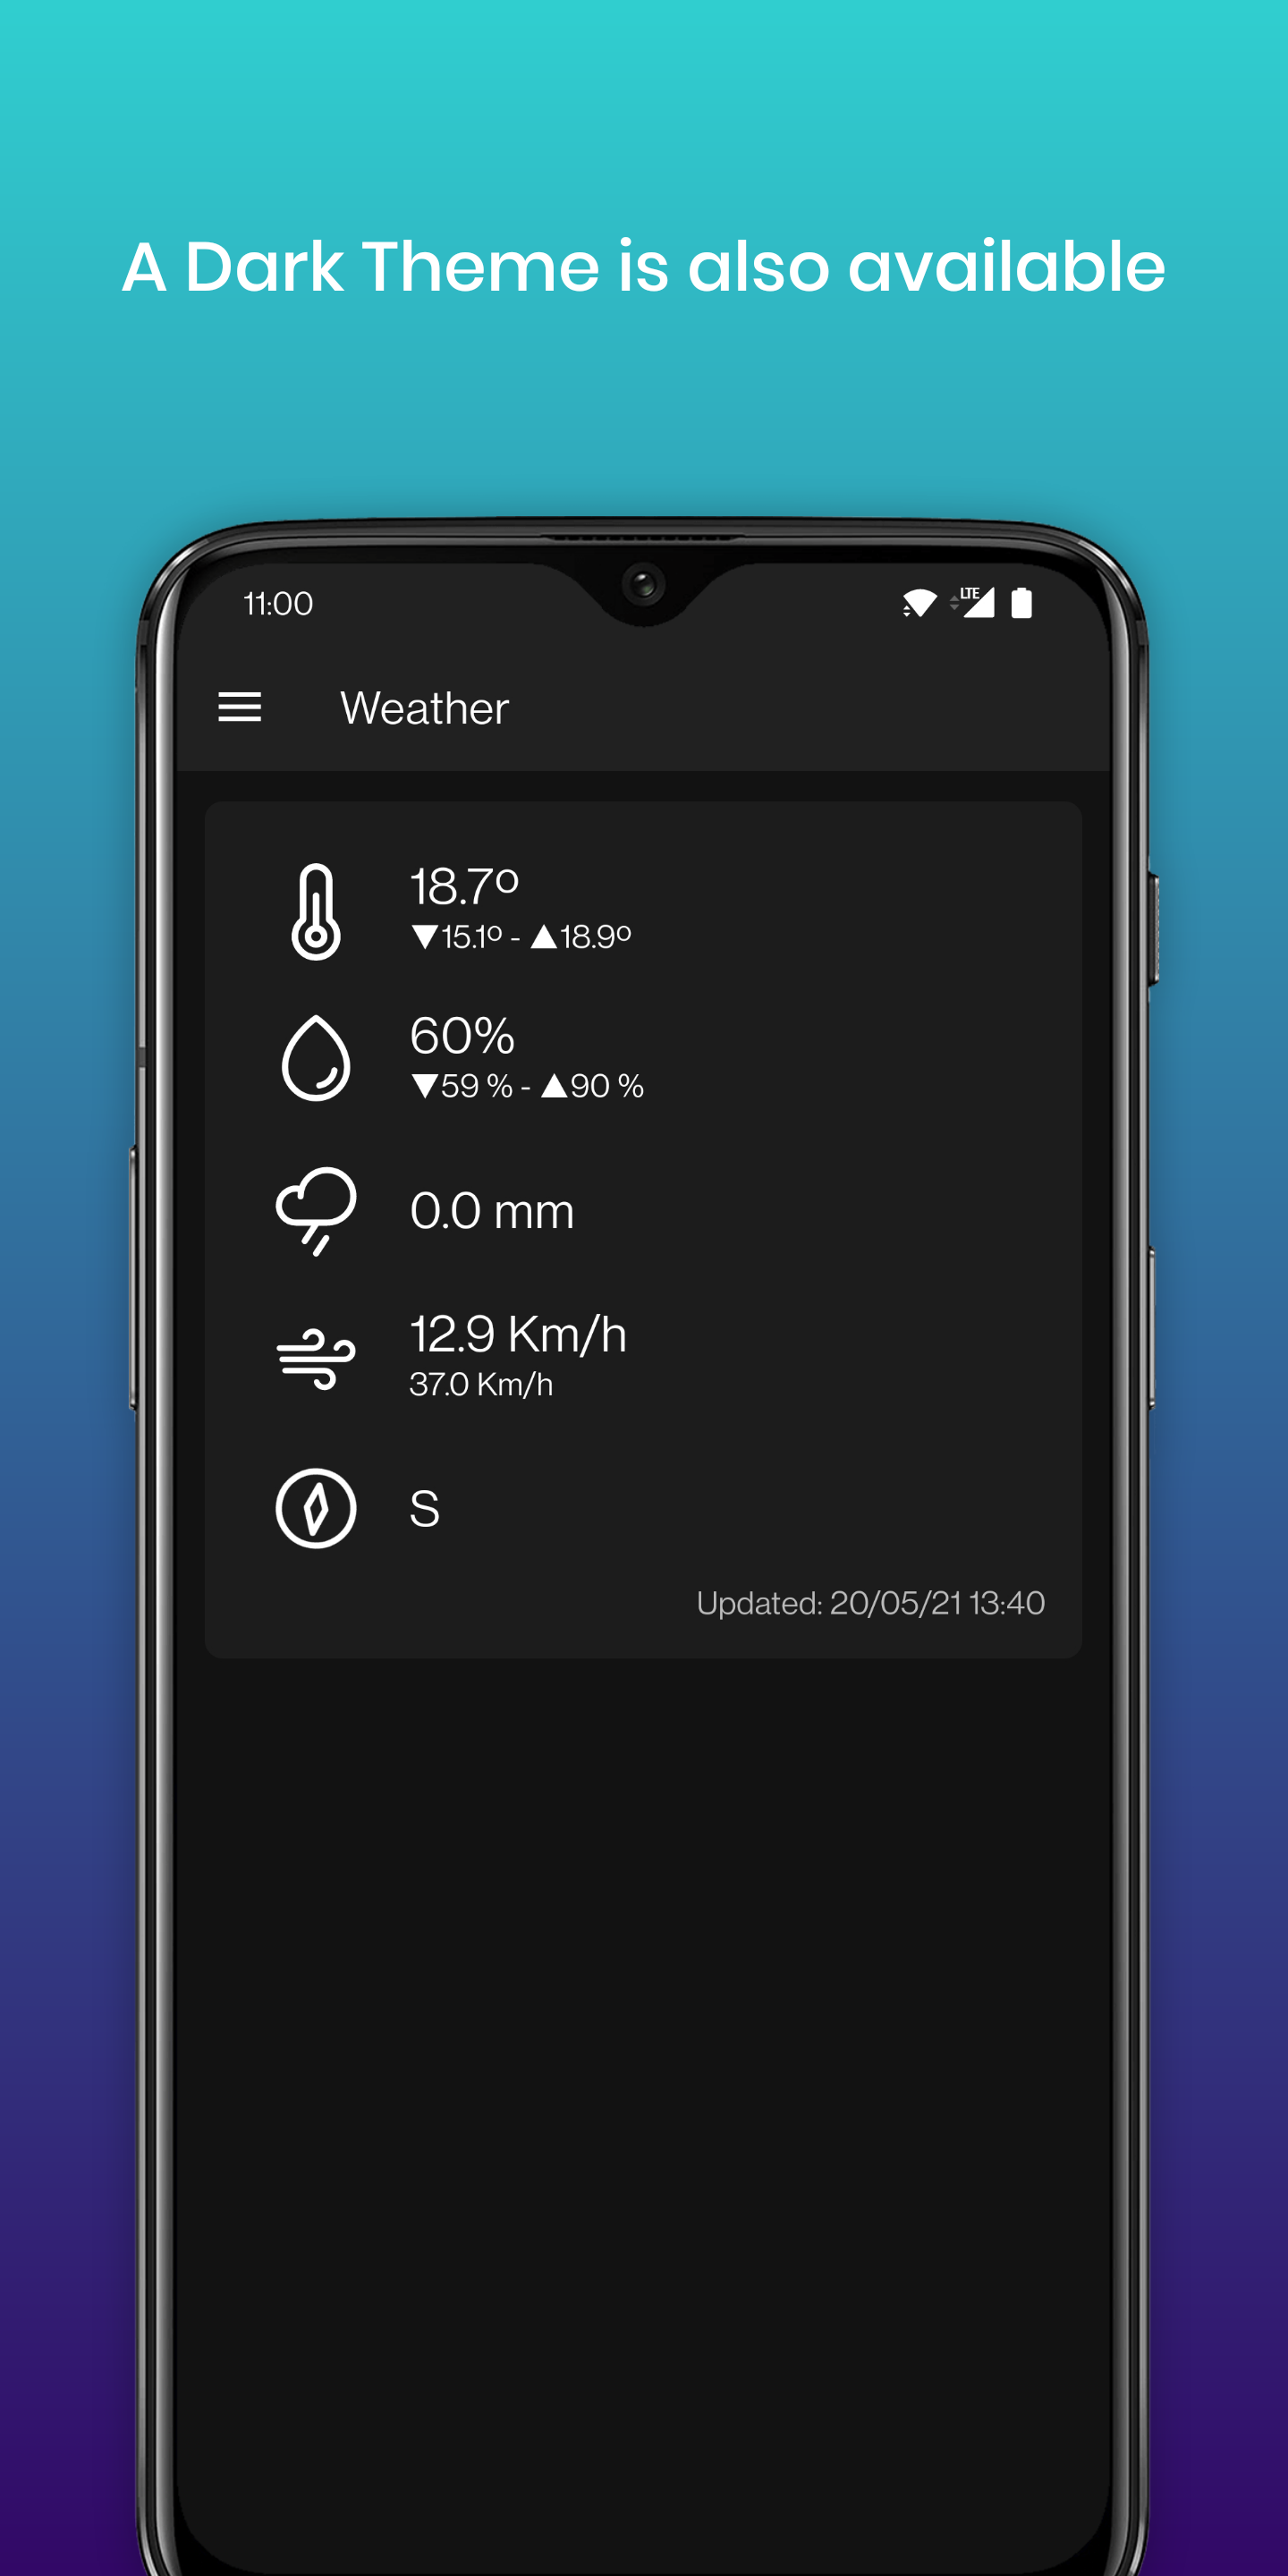 A Dark Theme is also available
11:00
LTE
Weather
18.7º
▼15.1º - ▲18.9º
60%
▼59 % - ▲90 %
0.0 mm
12.9 Km/h
37.0 Km/h
S
Updated: 20/05/21 13:40